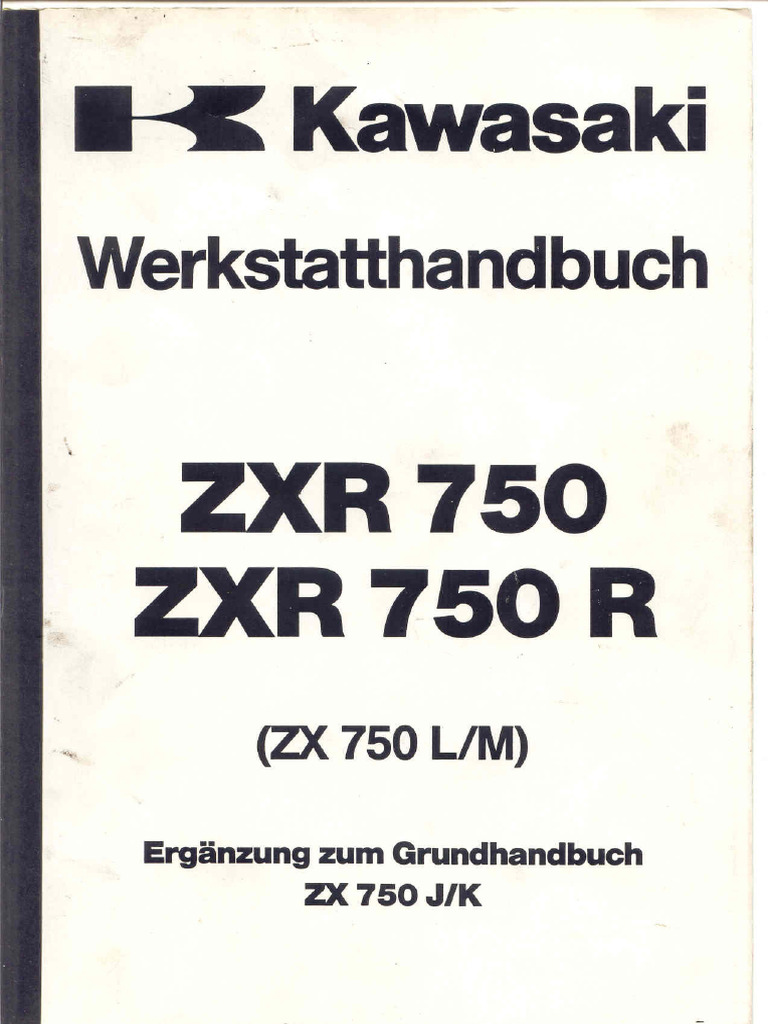 Kawasaki
Werkstatthandbuch
ZXR 750
ZXR 750 R
(ZX 750 L/M)
Ergänzung zum Grundhandbuch
ZX 750 J/K